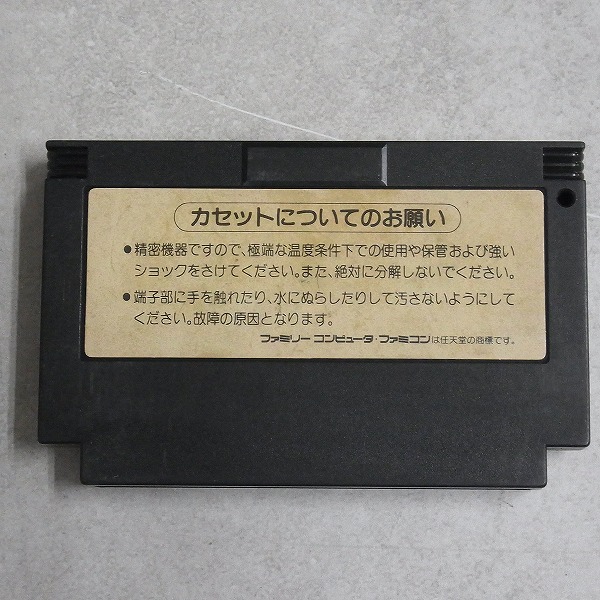 カセットについてのお願い
●精密機器ですので、極端な温度条件下での使用や保管および強い
ショックをさけてください。また、絶対に分解しないでください。
●端子部に手を触れたり、水にぬらしたりして汚さないようにして
ください。故障の原因となります。
ファミリーコンピュータ・ファミコンは任天堂の商標です。